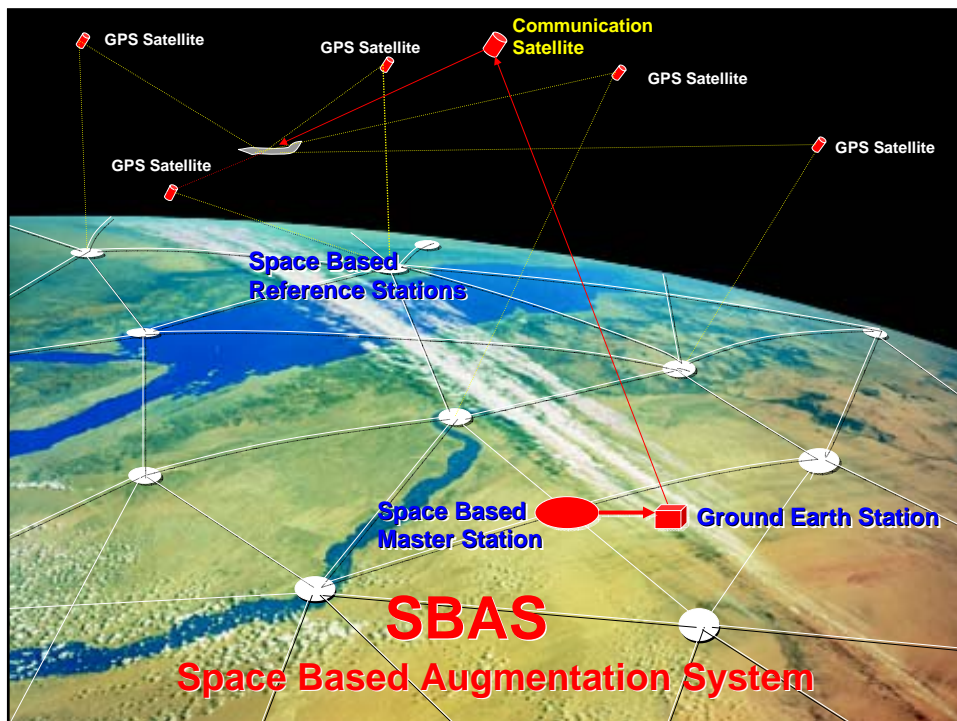 GPS Satellite
GPS Satellite
Communication
Satellite
GPS Satellite
GPS Satellite
GPS Satellite
Space Based
Reference Stations
Space Based
Master Station
Ground Earth Station
SBAS
Space Based Augmentation System